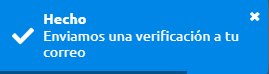 Hecho
Enviamos una verificación a tu
correo